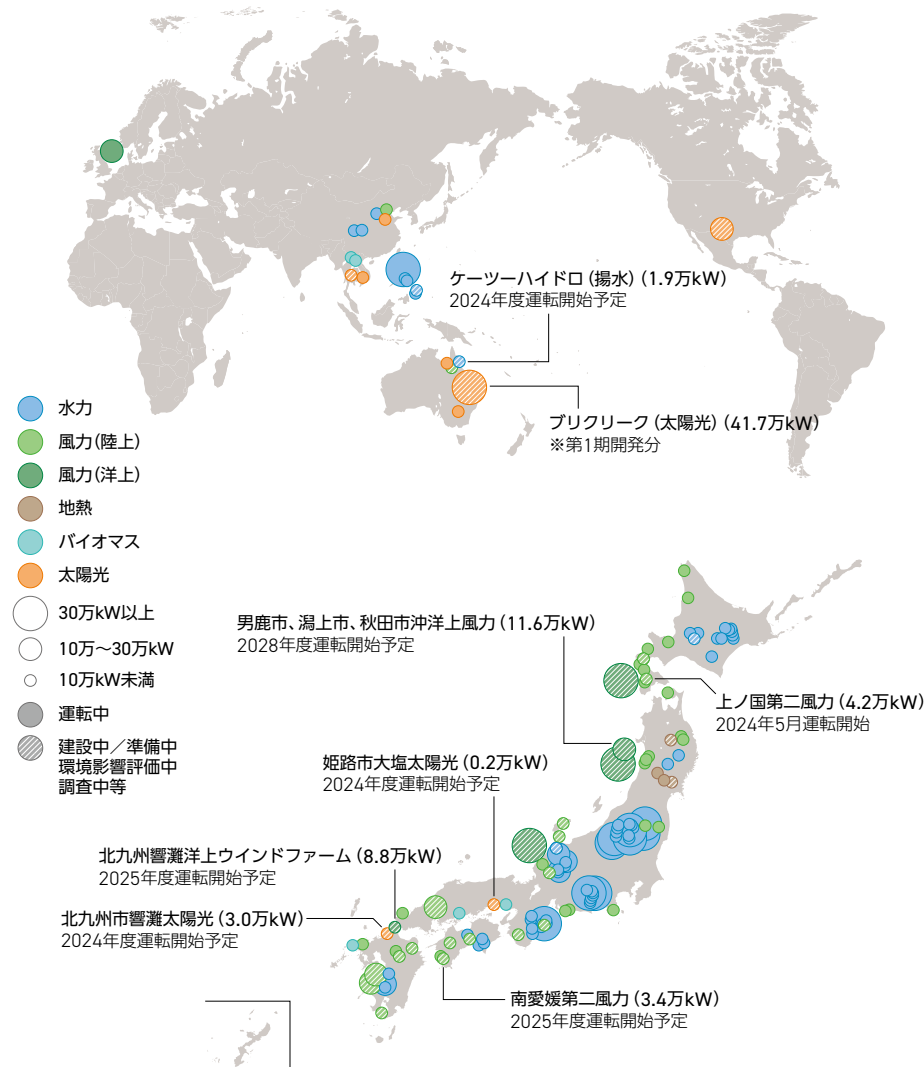 ケーツーハイドロ（揚水）（1.9万kW）
2024年度運転開始予定
ブリクリーク（太陽光）（41.7万kW）
※第1期開発分
水力
風力（陸上）
風力（洋上）
地熱
バイオマス
太陽光
30万kW以上
10万〜30万kW
10万kW未満
運転中
建設中／準備中
環境影響評価中
調査中等
男鹿市、潟上市、秋田市沖洋上風力（11.6万kW）
2028年度運転開始予定
上ノ国第二風力（4.2万kW）
2024年5月運転開始
姫路市大塩太陽光（0.2万kW）
2024年度運転開始予定
北九州響灘洋上ウインドファーム（8.8万kW）
2025年度運転開始予定
北九州市響灘太陽光（3.0万kW）
2024年度運転開始予定
南愛媛第二風力（3.4万kW）
2025年度運転開始予定